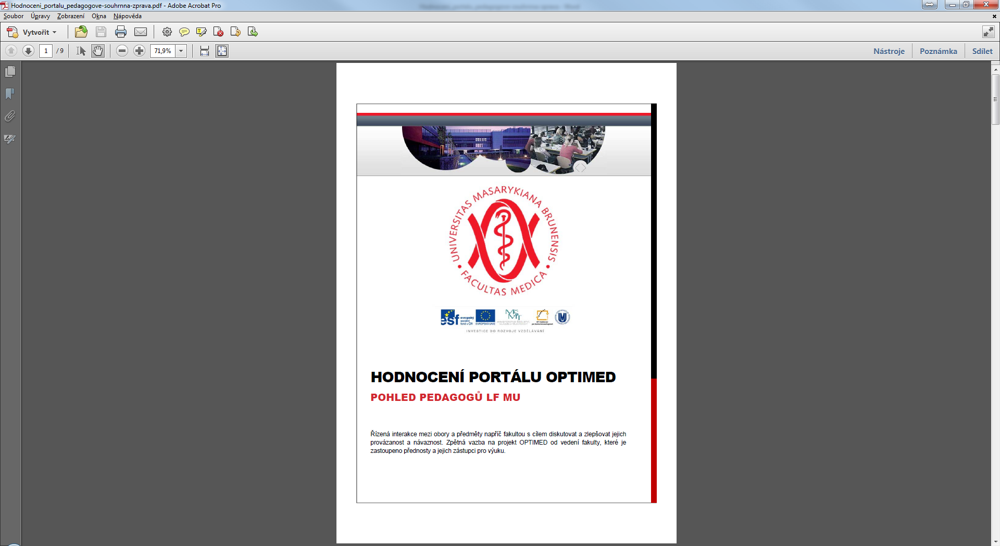 Hodnoceni_portalu_pedagogove-souhrnna-zprava.pdf - Adobe Acrobat Pro
Soubor Úpravy Zobrazení Okna Nápověda
Vytvořit
1 / 9 71,9% Nástroje Poznámka Sdílet
UNIVERSITAS MASARYKIANA BRUNENSIS
• FACULTAS MEDICA •
esf evropský sociální fond v ČR EVROPSKÁ UNIE
INVESTICE DO ROZVOJE VZDĚLÁVÁNÍ
HODNOCENÍ PORTÁLU OPTIMED
POHLED PEDAGOGŮ LF MU
Řízená interakce mezi obory a předměty napříč fakultou s cílem diskutovat a zlepšovat jejich
provázanost a návaznost. Zpětná vazba na projekt OPTIMED od vedení fakulty, které je
zastoupeno přednosty a jejich zástupci pro výuku.